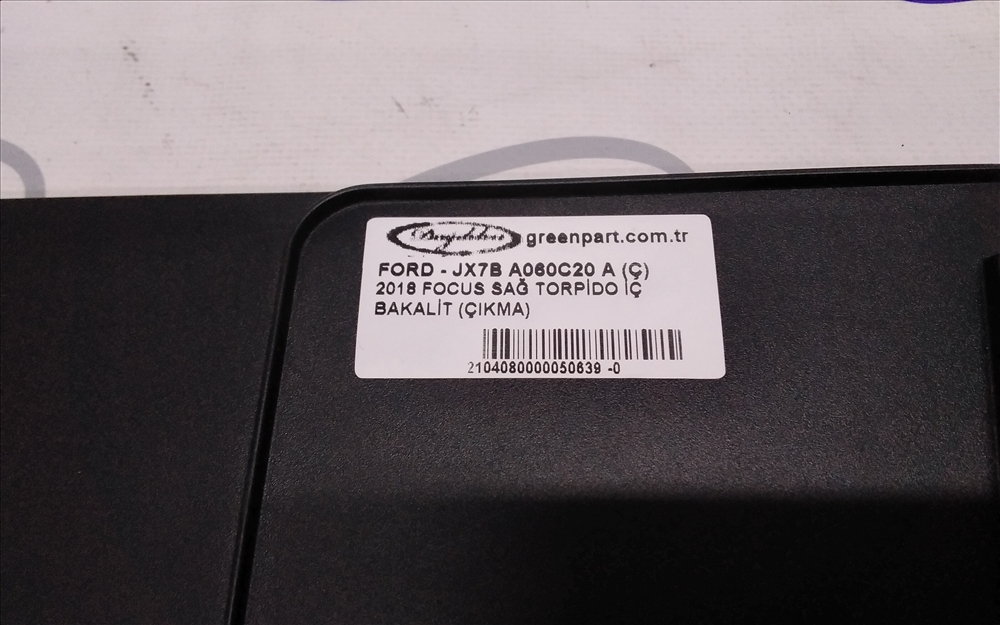 greenpart.com.tr
FORD - JX7B A060C20 A (Ç)
2018 FOCUS SAĞ TORPİDO İÇ
BAKALİT (ÇIKMA)
2104080000050639 -0